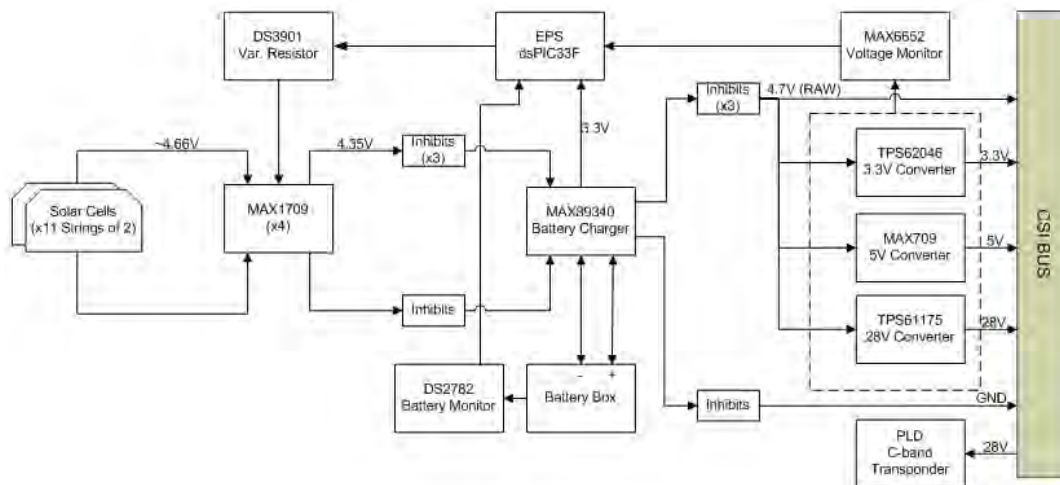 DS3901
Var. Resistor
EPS
dsPIC33F
MAX6652
Voltage Monitor
Inhibits
(x3)
4.7V (RAW)
~4.66V
4.35V
Inhibits
(x3)
3.3V
TPS62046
3.3V Converter
3.3V
Solar Cells
(x11 Strings of 2)
MAX1709
(x4)
MAX89340
Battery Charger
MAX709
5V Converter
5V
CSI BUS
Inhibits
TPS61175
28V Converter
28V
DS2782
Battery Monitor
- +
Battery Box
Inhibits
GND
PLD
C-band
Transponder
28V